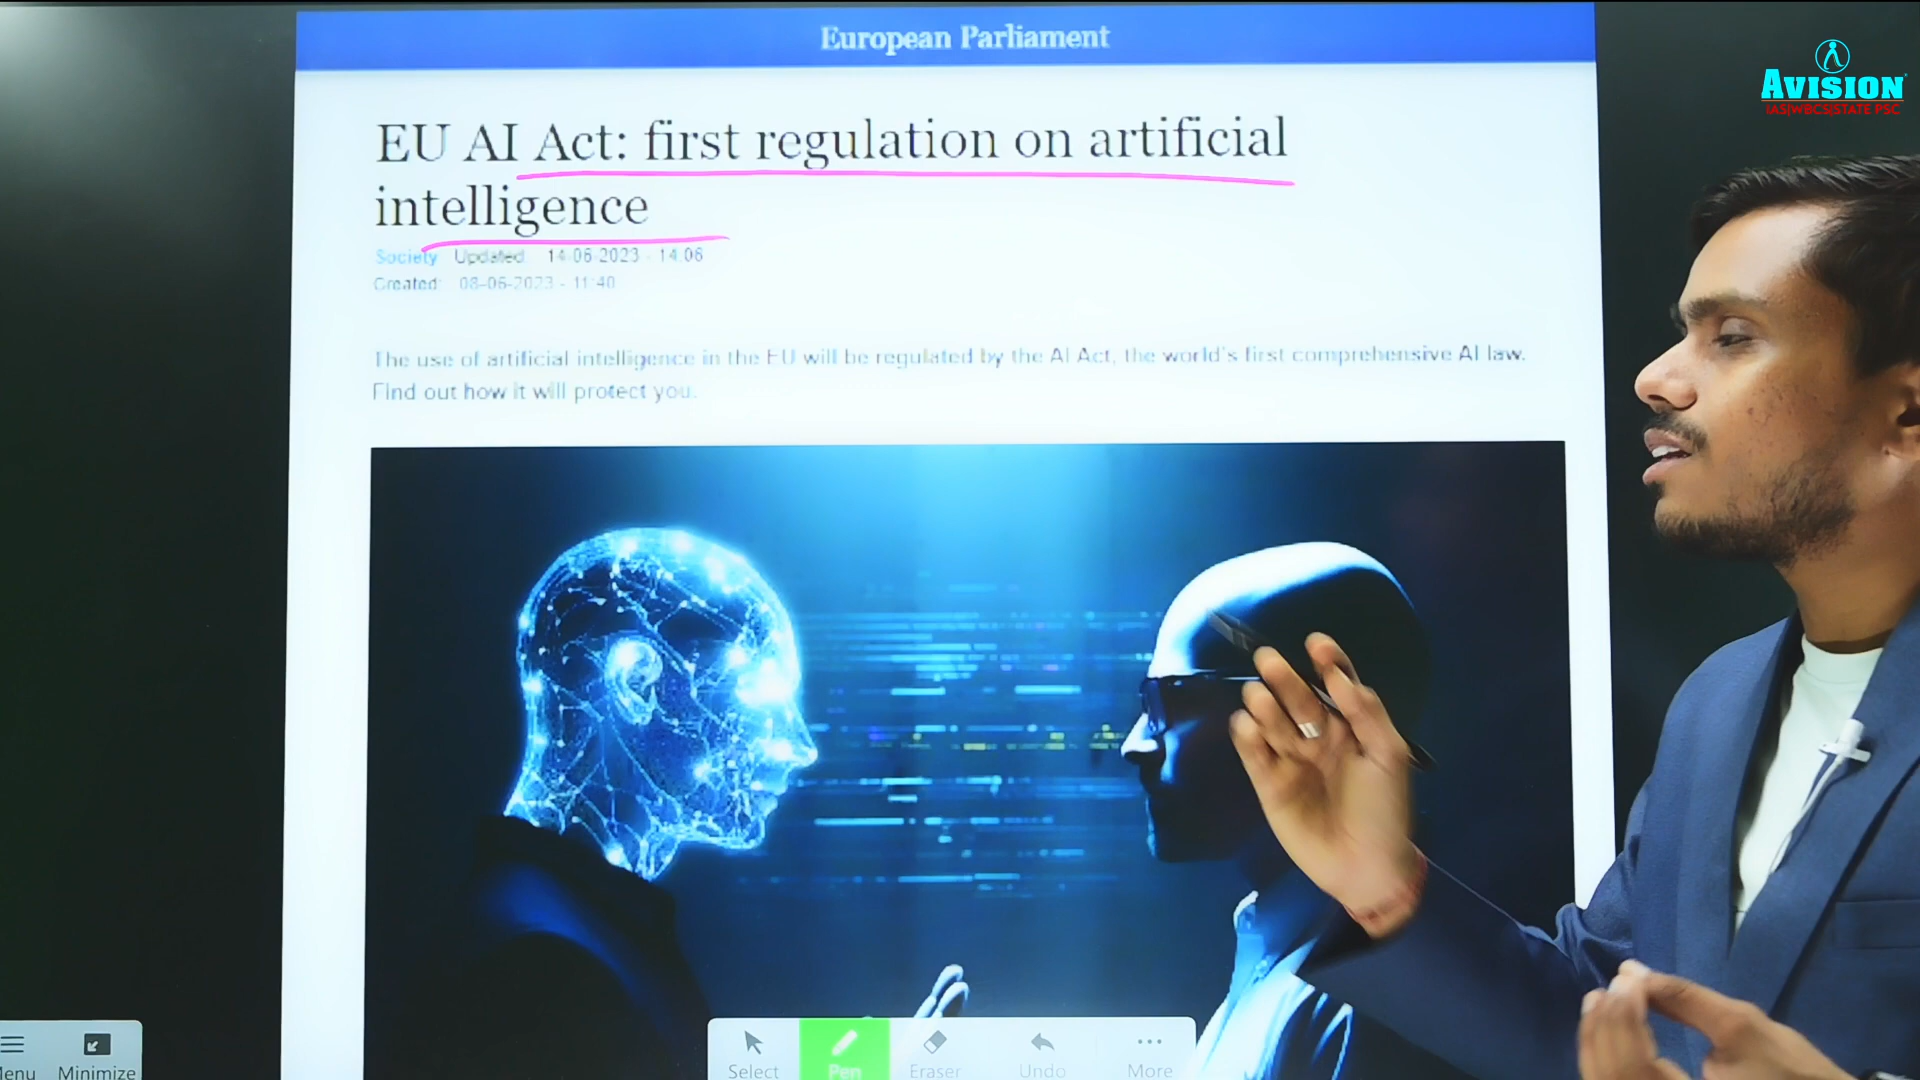 European Parliament
AVISION
IAS|WBCS|STATE PSC
EU AI Act: first regulation on artificial
intelligence
Society Updated: 14-06-2023 - 14:06
Created: 08-06-2023 - 11:40
The use of artificial intelligence in the EU will be regulated by the AI Act, the world's first comprehensive AI law.
Find out how it will protect you.
enu Minimize
Select Pen Eraser Undo More